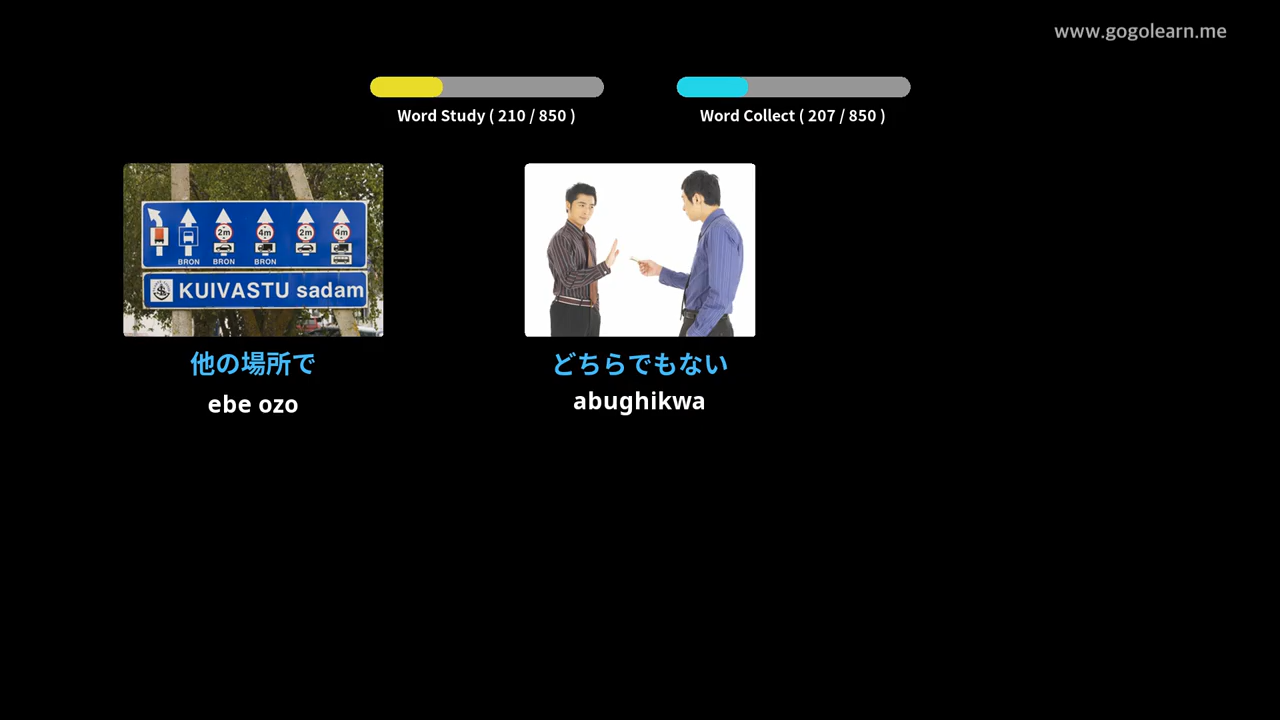 www.gogolearn.me
Word Study ( 210 / 850 )
Word Collect ( 207 / 850 )
2m 4m 2m 4m
BRON BRON BRON
KUIVASTU sadam
他の場所で
ebe ozo
どちらでもない
abughikwa